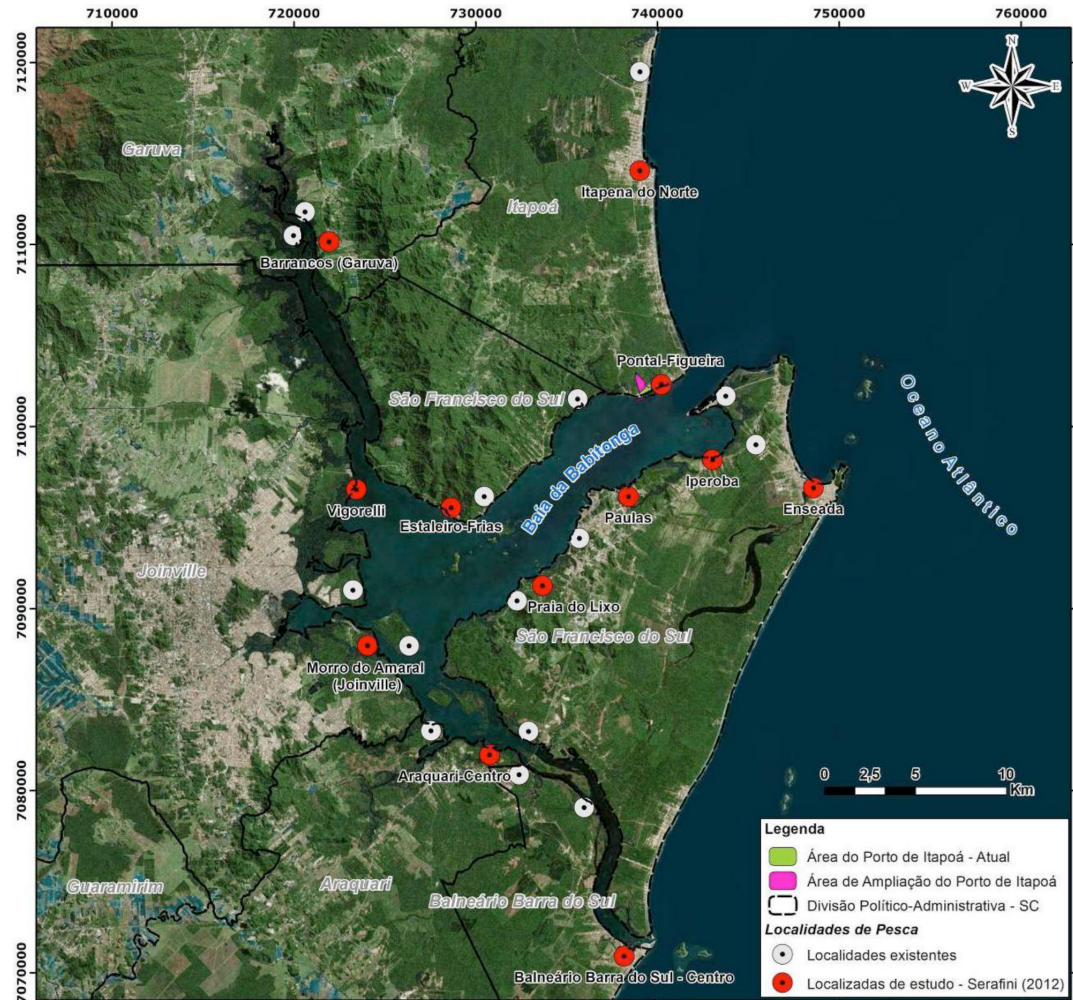 710000 720000 730000 740000 750000 760000
7120000
7110000
7100000
7090000
7080000
7070000
N
W E
S
Garuva
Itapena do Norte
Itapoá
Barrancos (Garuva)
Pontal-Figueira
São Francisco do Sul
Oceano Atlântico
Baía da Babitonga
Iperoba
Enseada
Vigorelli
Estaleiro-Frias
Paulas
Joinville
Praia do Lixo
São Francisco do Sul
Morro do Amaral
(Joinville)
Araquari-Centro
0 2,5 5 10
Km
Guaramirim
Araquari
Balneário Barra do Sul
Balneário Barra do Sul - Centro
Legenda
Área do Porto de Itapoá - Atual
Área de Ampliação do Porto de Itapoá
Divisão Político-Administrativa - SC
Localidades de Pesca
Localidades existentes
Localizadas de estudo - Serafini (2012)